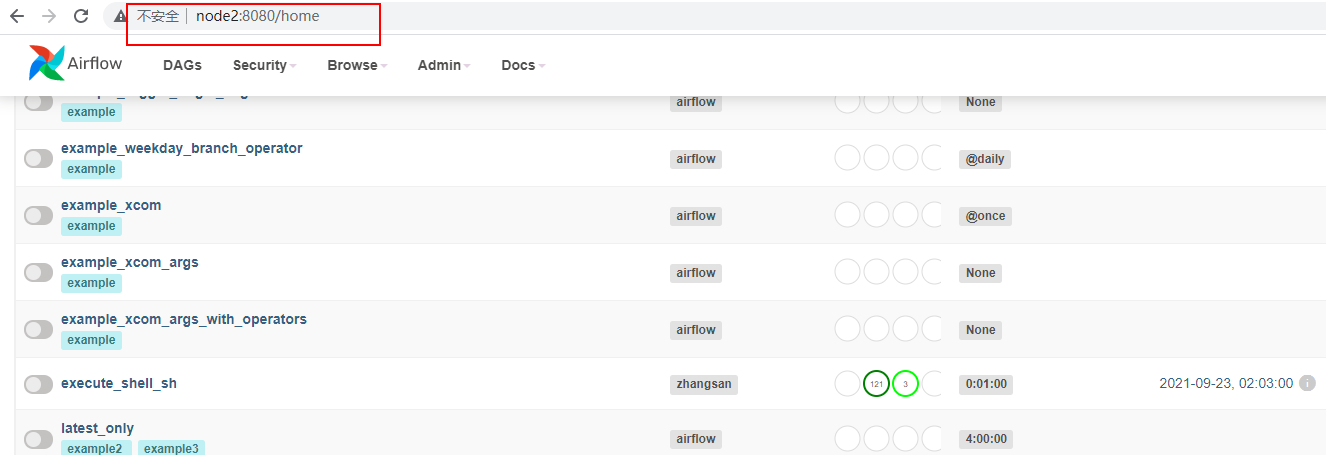 不安全 node2:8080/home
Airflow DAGs Security Browse Admin Docs
airflow None
example
example_weekday_branch_operator
example airflow @daily
example_xcom
example airflow @once
example_xcom_args
example airflow None
example_xcom_args_with_operators
example airflow None
execute_shell_sh zhangsan 121 3 0:01:00 2021-09-23, 02:03:00
latest_only
example2 example3 airflow 4:00:00